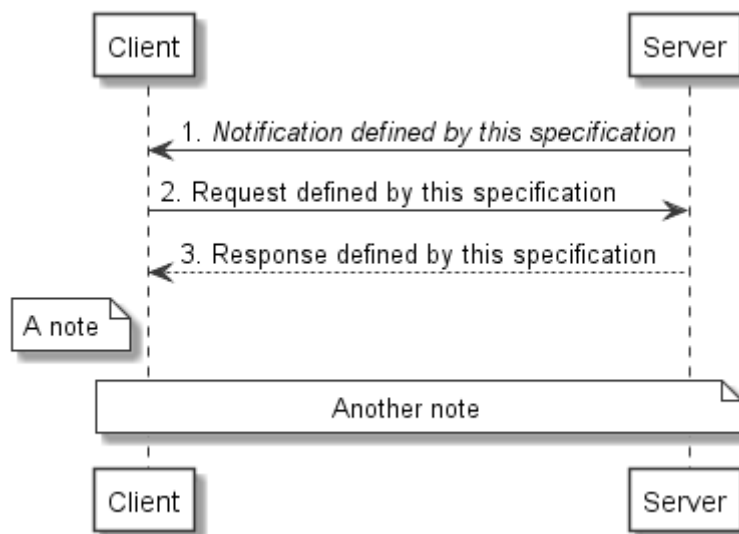 Client
Server
1. Notification defined by this specification
2. Request defined by this specification
3. Response defined by this specification
A note
Another note
Client
Server